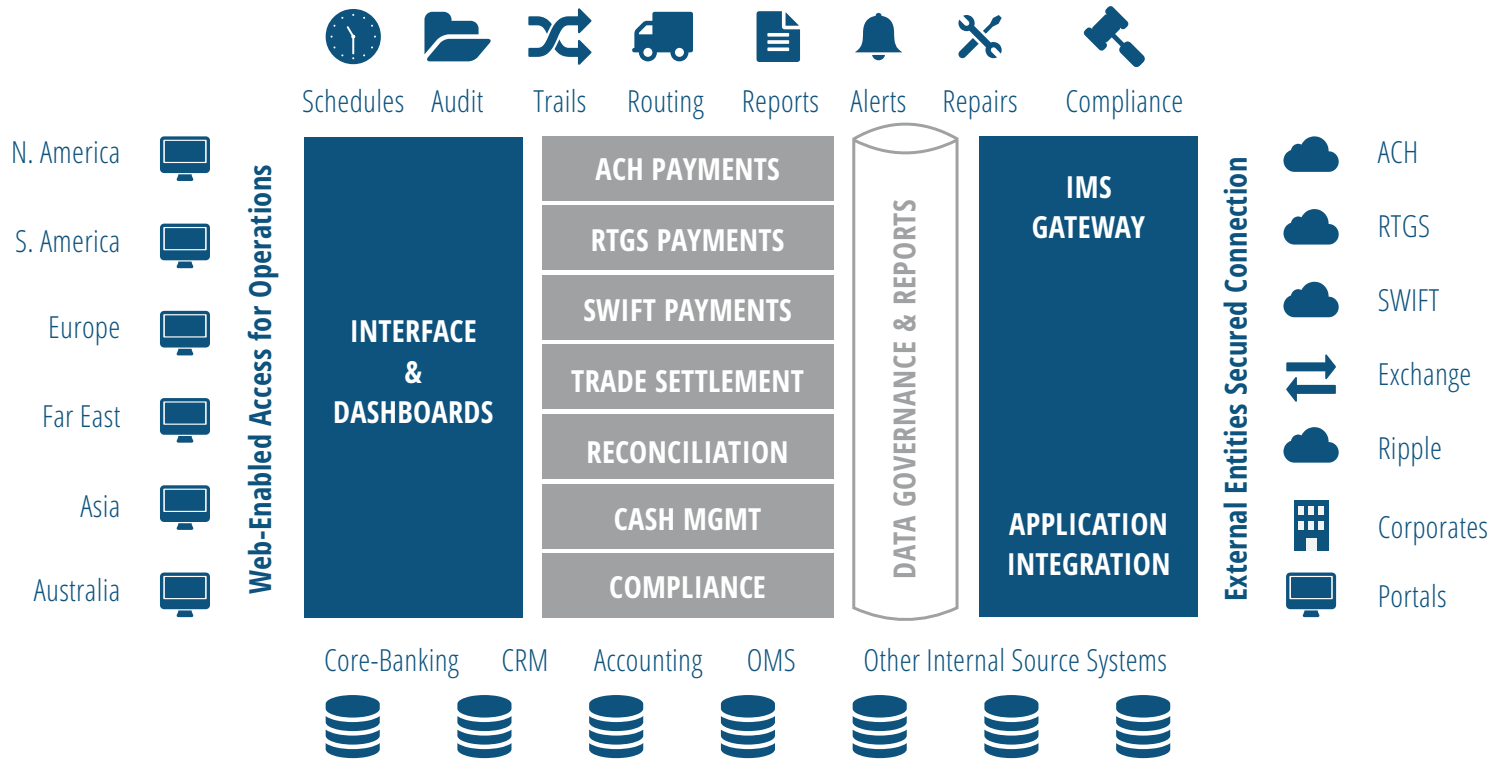 Schedules Audit Trails Routing Reports Alerts Repairs Compliance
N. America
S. America
Europe
Far East
Asia
Australia
Web-Enabled Access for Operations
INTERFACE
&
DASHBOARDS
ACH PAYMENTS
RTGS PAYMENTS
SWIFT PAYMENTS
TRADE SETTLEMENT
RECONCILIATION
CASH MGMT
COMPLIANCE
DATA GOVERNANCE & REPORTS
IMS
GATEWAY
APPLICATION
INTEGRATION
External Entities Secured Connection
ACH
RTGS
SWIFT
Exchange
Ripple
Corporates
Portals
Core-Banking CRM Accounting OMS Other Internal Source Systems